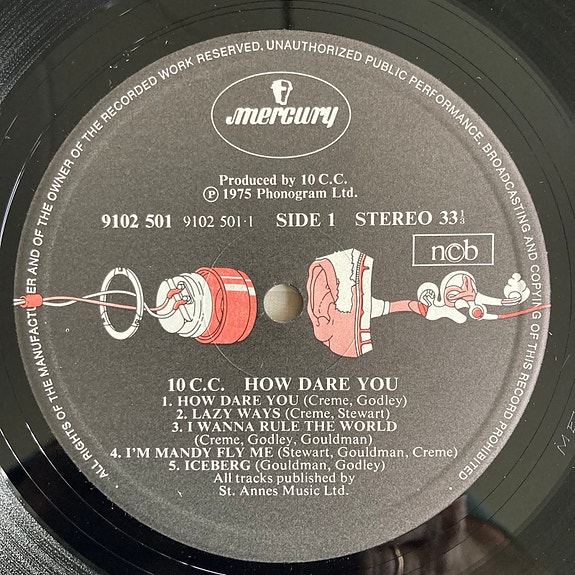 ALL RIGHTS OF THE MANUFACTURER AND OF THE OWNER OF THE RECORDED WORK RESERVED. UNAUTHORIZED PUBLIC PERFORMANCE, BROADCASTING AND COPYING OF THIS RECORD PROHIBITED
mercury
Produced by 10 C.C.
Ⓟ 1975 Phonogram Ltd.
9102 501 9102 501·1 SIDE 1 STEREO 33⅓
n©b
10 C.C. HOW DARE YOU
1. HOW DARE YOU (Creme, Godley)
2. LAZY WAYS (Creme, Stewart)
3. I WANNA RULE THE WORLD
(Creme, Godley, Gouldman)
4. I'M MANDY FLY ME (Stewart, Gouldman, Creme)
5. ICEBERG (Gouldman, Godley)
All tracks published by
St. Annes Music Ltd.